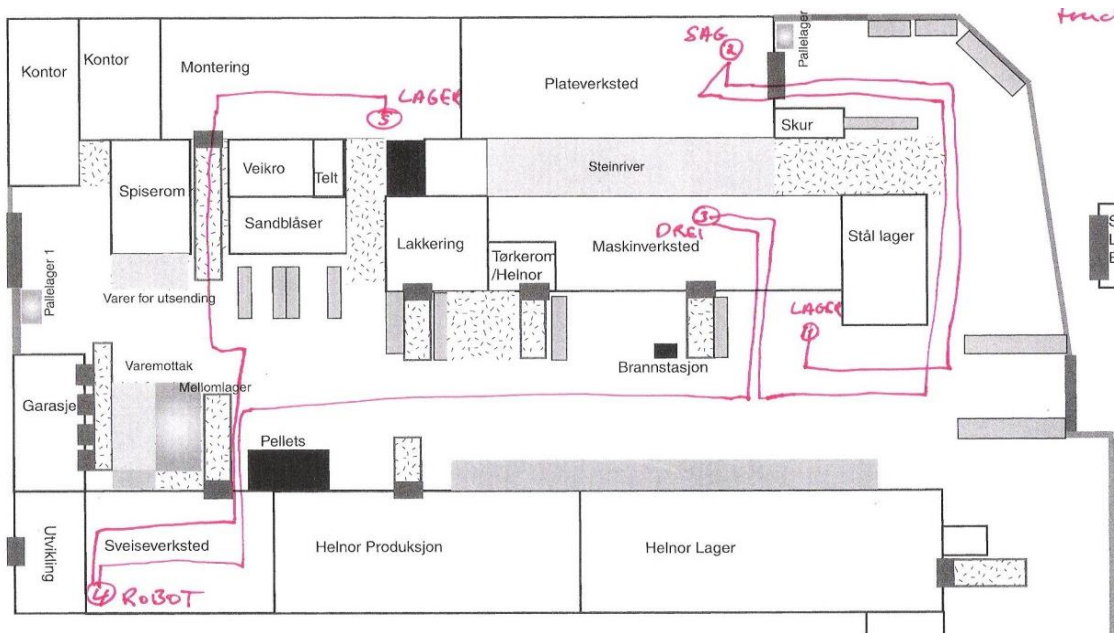 SAG
2
Pallelager
Kontor
Kontor
Montering
LAGER
5
Plateverksted
Skur
Steinriver
Veikro
Telt
Spiserom
Sandblåser
Lakkering
DREI
3
Maskinverksted
Stål lager
Tørkerom
/Helnor
Pallelager 1
Varer for utsending
LAGER
1
Brannstasjon
Varemottak
Mellomlager
Garasje
Pellets
Utvikling
Sveiseverksted
Helnor Produksjon
Helnor Lager
4 ROBOT